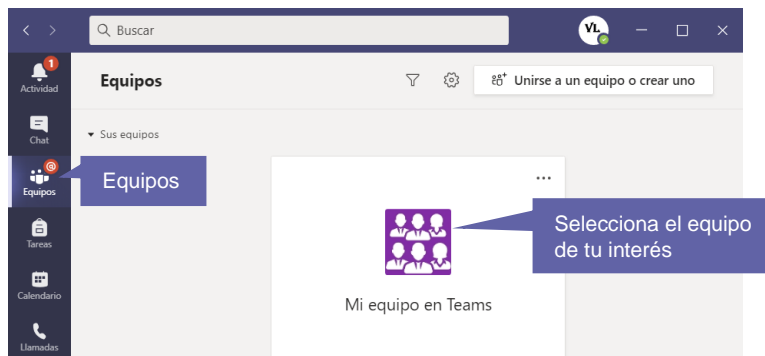 Buscar
VL
1
Actividad
Equipos
Unirse a un equipo o crear uno
Chat
Sus equipos
@
Equipos
Equipos
...
Selecciona el equipo
de tu interés
Tareas
Calendario
Mi equipo en Teams
Llamadas